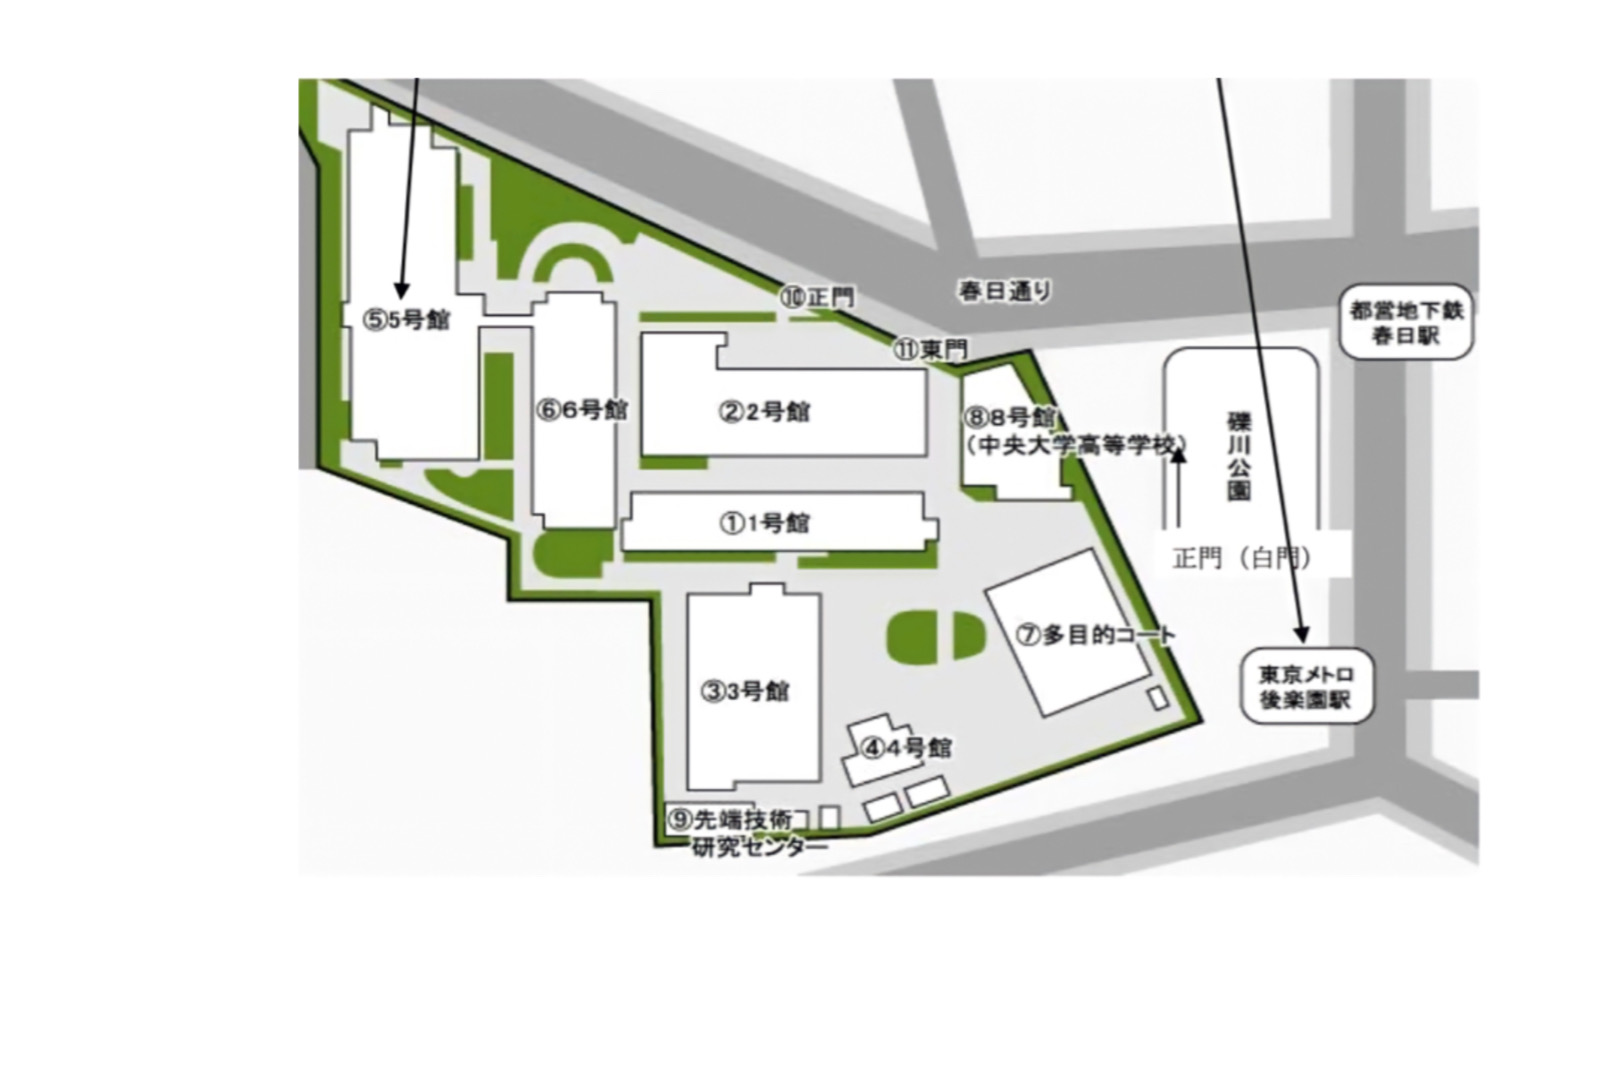 ⑩正門
春日通り
都営地下鉄
春日駅
⑤5号館
⑪東門
⑥6号館
②2号館
⑧8号館
（中央大学高等学校）
礫川公園
①1号館
正門（白門）
⑦多目的コート
東京メトロ
後楽園駅
③3号館
④4号館
⑨先端技術
研究センター